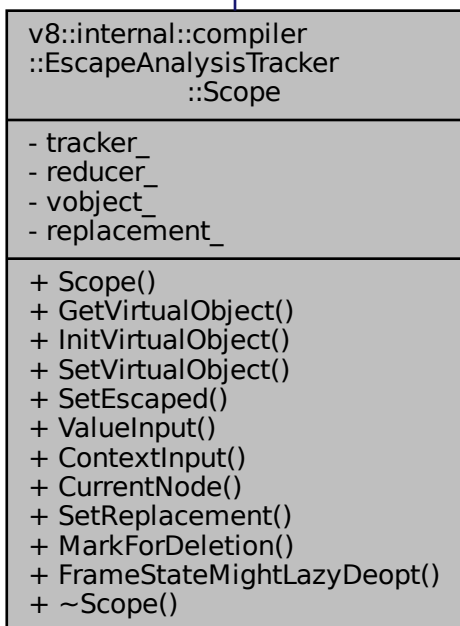 v8::internal::compiler
::EscapeAnalysisTracker
::Scope
- tracker_
- reducer_
- vobject_
- replacement_
+ Scope()
+ GetVirtualObject()
+ InitVirtualObject()
+ SetVirtualObject()
+ SetEscaped()
+ ValueInput()
+ ContextInput()
+ CurrentNode()
+ SetReplacement()
+ MarkForDeletion()
+ FrameStateMightLazyDeopt()
+ ~Scope()